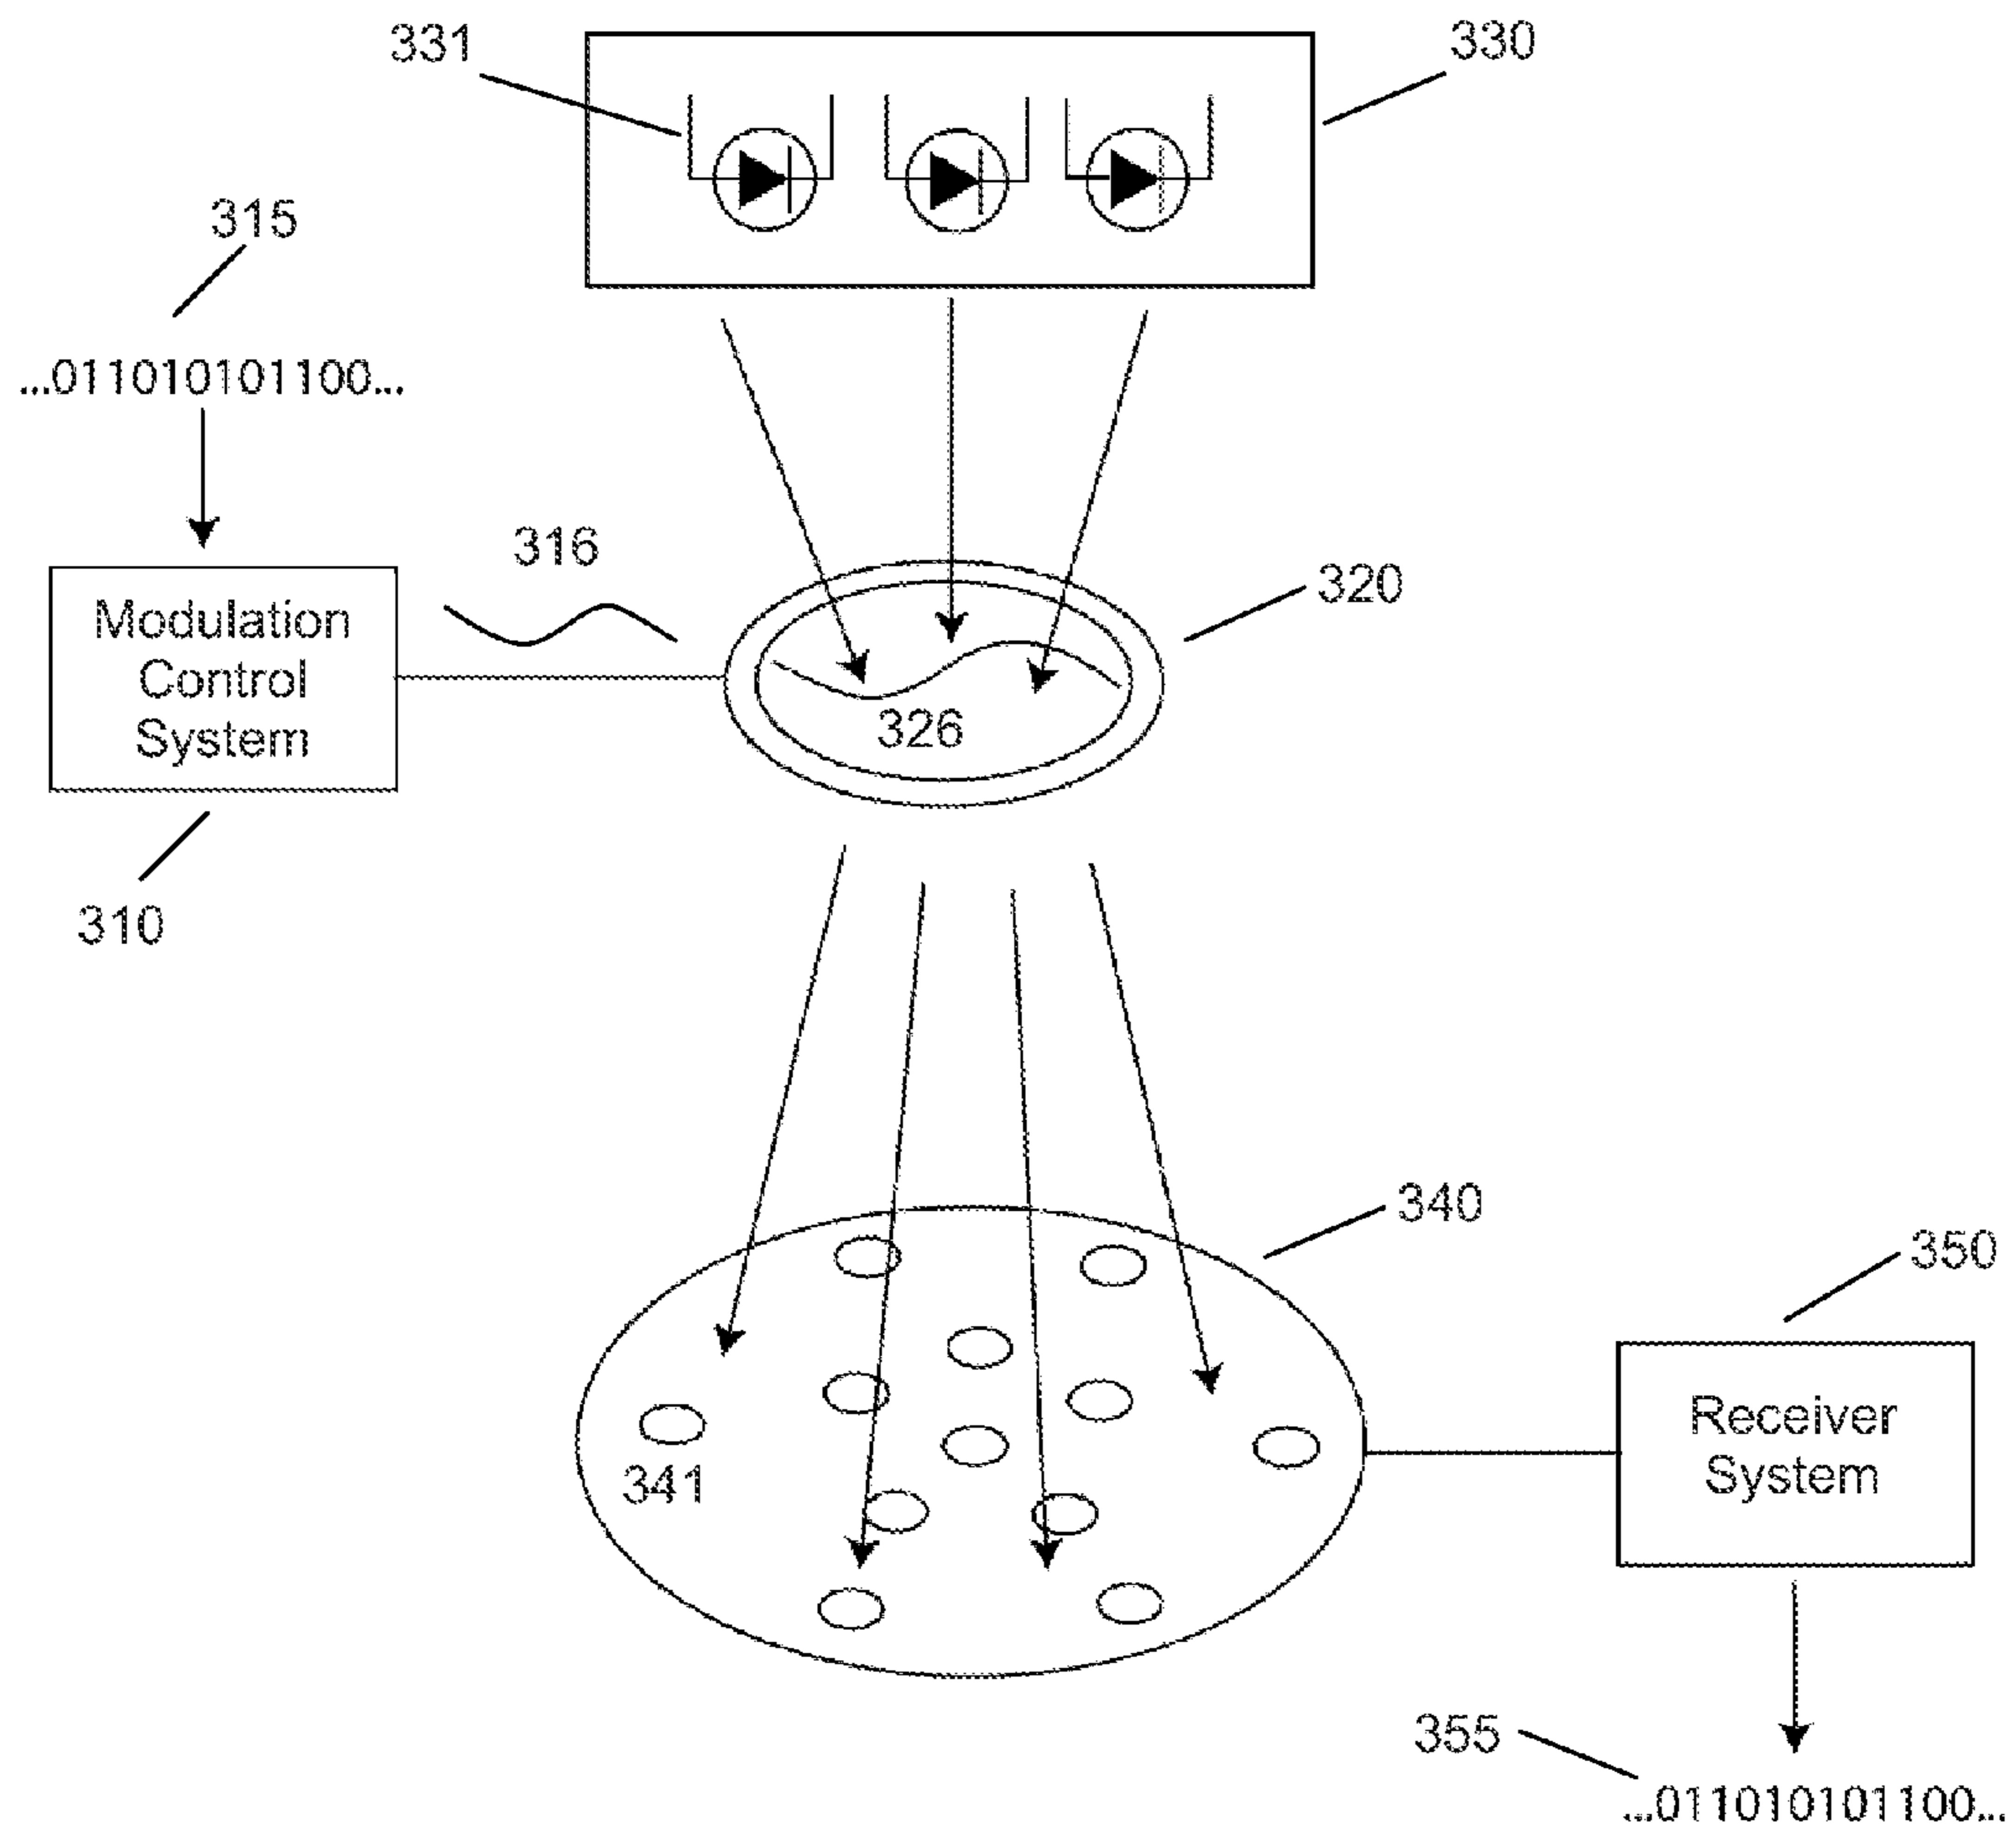 331
330
315
...011010101100...
316
320
Modulation
Control
System
326
310
340
350
Receiver
System
341
355
...011010101100...